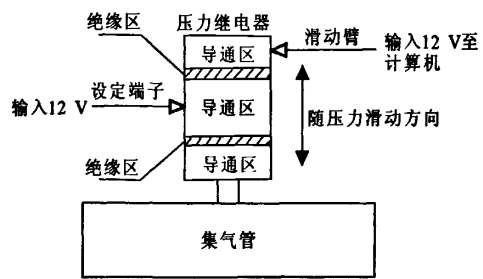 绝缘区
压力继电器
导通区
滑动臂
输入12 V至
计算机
设定端子
输入12 V
导通区
随压力滑动方向
绝缘区
导通区
集气管